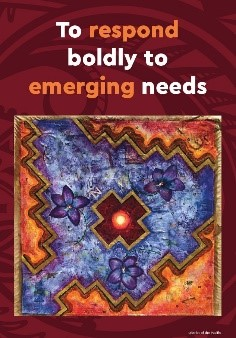 To respond
boldly to
emerging needs